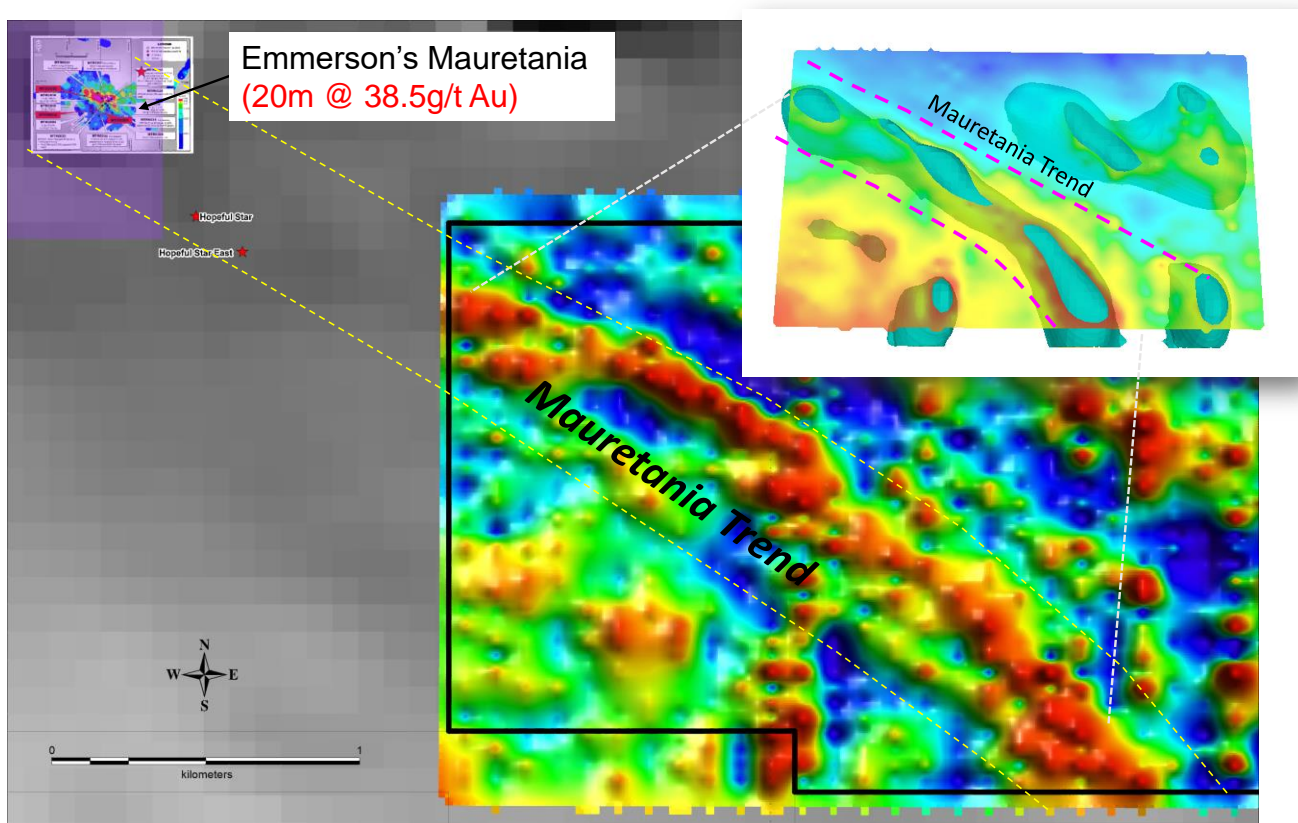 Emmerson's Mauretania
(20m @ 38.5g/t Au)
Mauretania Trend
Hopeful Star
Hopeful Star East
Mauretania Trend
N
W
E
S
0
1
kilometers